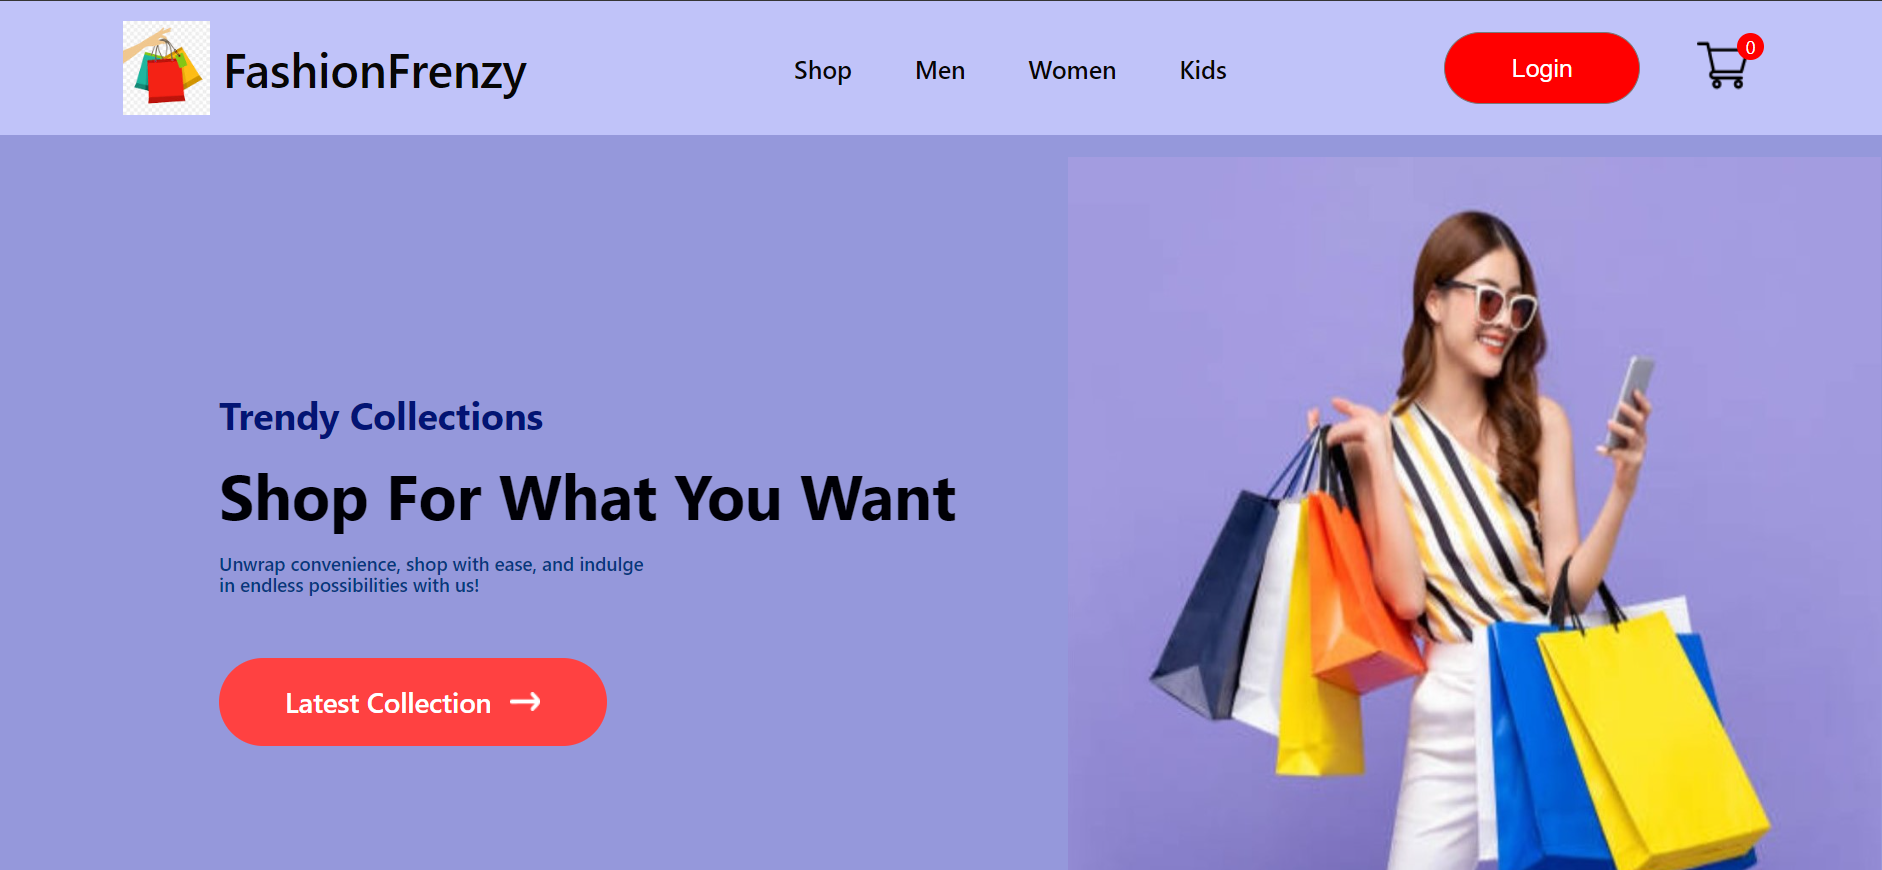 FashionFrenzy
Shop
Men
Women
Kids
Login
0
Trendy Collections
Shop For What You Want
Unwrap convenience, shop with ease, and indulge
in endless possibilities with us!
Latest Collection →